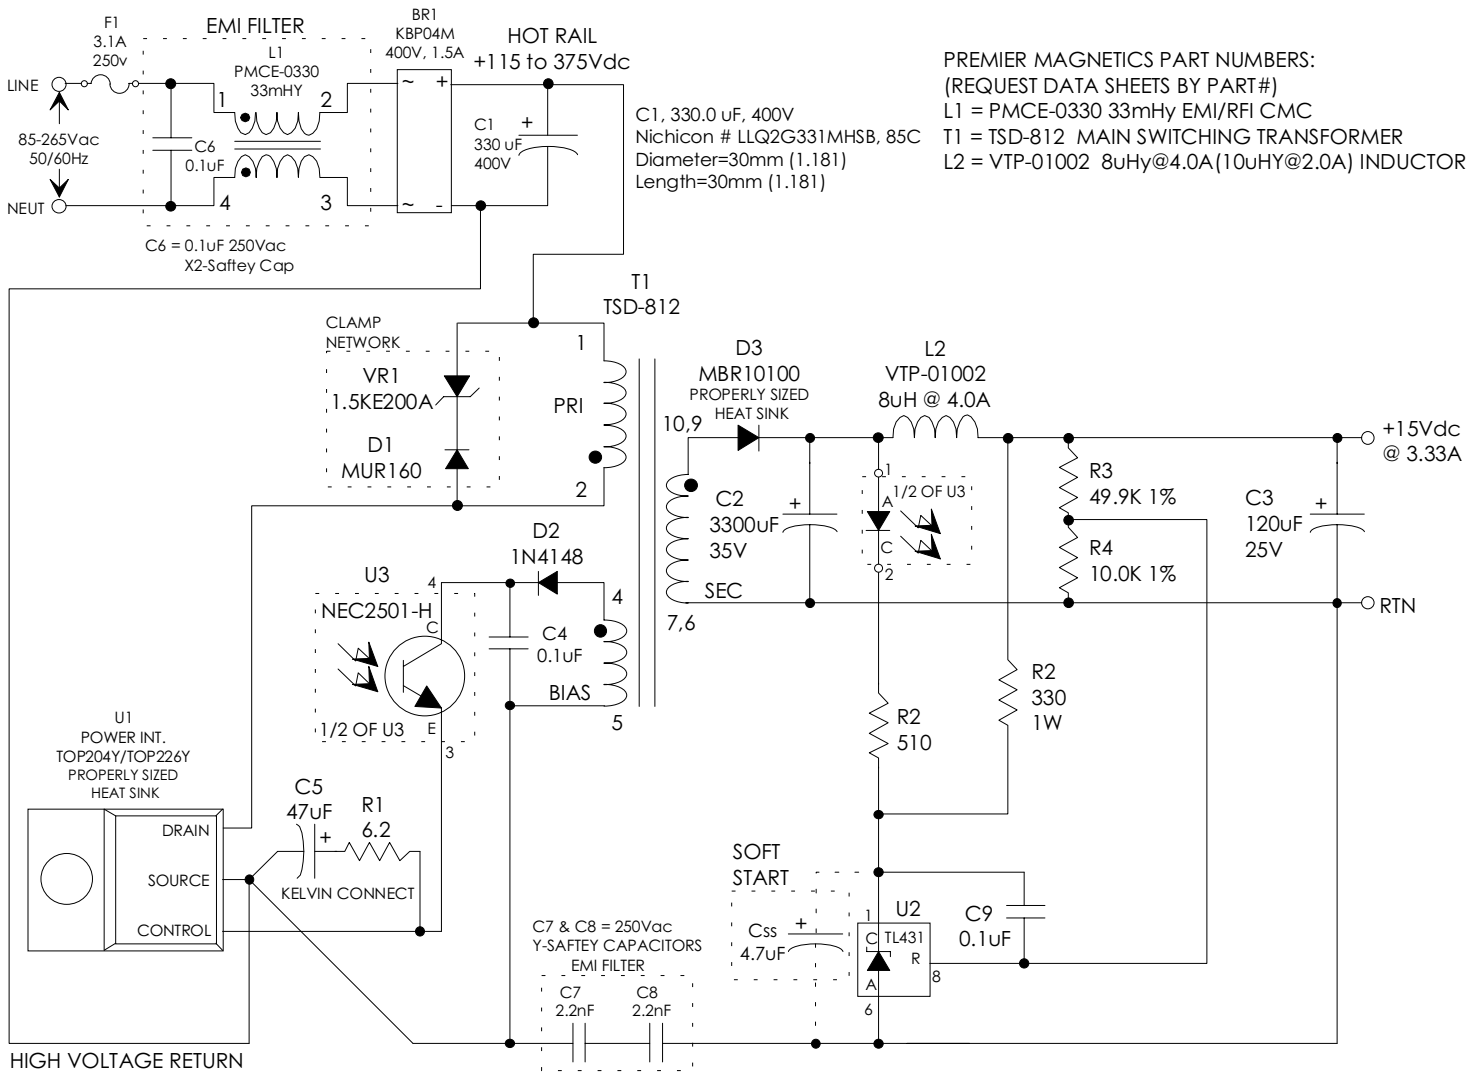 F1
3.1A
250v
EMI FILTER
L1
PMCE-0330
33mHY
BR1
KBP04M
400V, 1.5A
HOT RAIL
+115 to 375Vdc
LINE
1
2
~
+
85-265Vac
50/60Hz
C6
0.1uF
C1
330 uF
400V
+
NEUT
4
3
~
-
C6 = 0.1uF 250Vac
X2-Saftey Cap
C1, 330.0 uF, 400V
Nichicon # LLQ2G331MHSB, 85C
Diameter=30mm (1.181)
Length=30mm (1.181)
PREMIER MAGNETICS PART NUMBERS:
(REQUEST DATA SHEETS BY PART#)
L1 = PMCE-0330 33mHy EMI/RFI CMC
T1 = TSD-812 MAIN SWITCHING TRANSFORMER
L2 = VTP-01002 8uHy@4.0A(10uHY@2.0A) INDUCTOR
T1
TSD-812
CLAMP
NETWORK
VR1
1.5KE200A
D1
MUR160
1
PRI
2
D3
MBR10100
PROPERLY SIZED
HEAT SINK
10,9
L2
VTP-01002
8uH @ 4.0A
+15Vdc
@ 3.33A
C2
3300uF
35V
+
1
1/2 OF U3
A
C
2
R3
49.9K 1%
R4
10.0K 1%
C3
120uF
25V
+
SEC
7,6
RTN
D2
1N4148
4
C4
0.1uF
BIAS
5
U3
NEC2501-H
4
C
E
1/2 OF U3
3
R2
510
R2
330
1W
U1
POWER INT.
TOP204Y/TOP226Y
PROPERLY SIZED
HEAT SINK
DRAIN
SOURCE
CONTROL
C5
47uF
+
R1
6.2
KELVIN CONNECT
SOFT
START
Css
4.7uF
+
1
U2
C
TL431
R
A
8
6
C9
0.1uF
C7 & C8 = 250Vac
Y-SAFTEY CAPACITORS
EMI FILTER
C7
2.2nF
C8
2.2nF
HIGH VOLTAGE RETURN